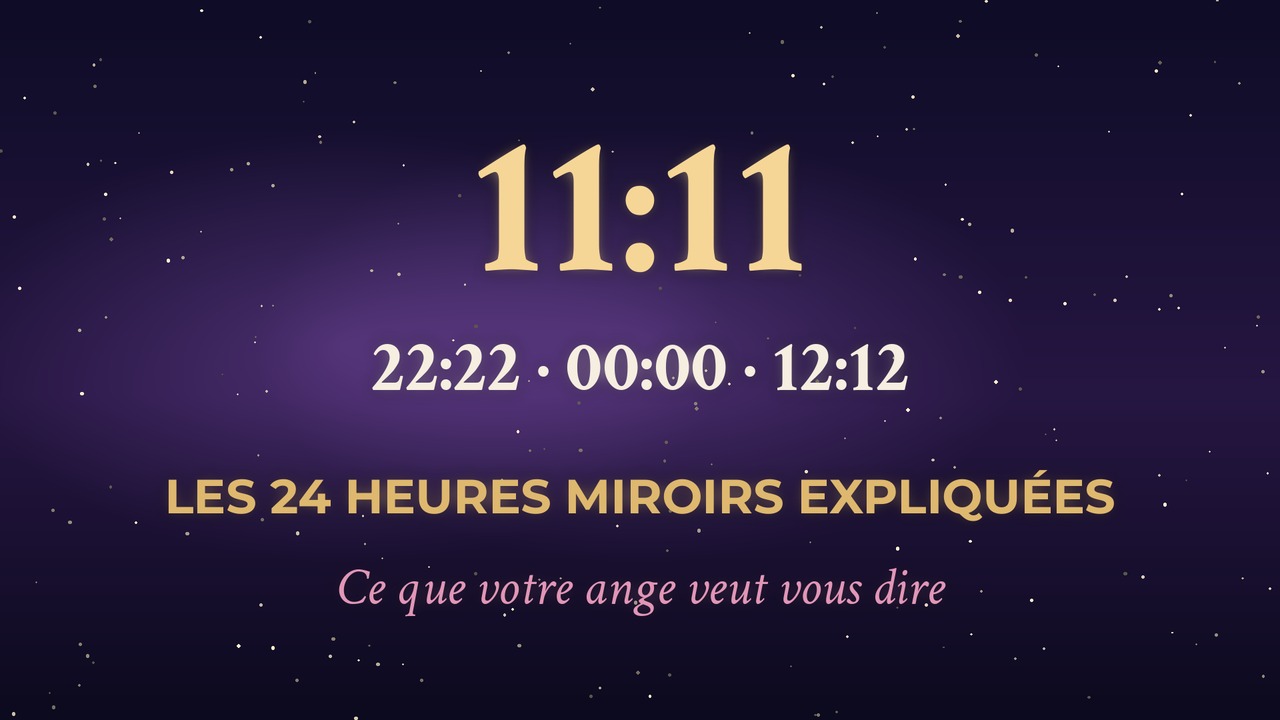 11:11
22:22 · 00:00 · 12:12
LES 24 HEURES MIROIRS EXPLIQUÉES
Ce que votre ange veut vous dire